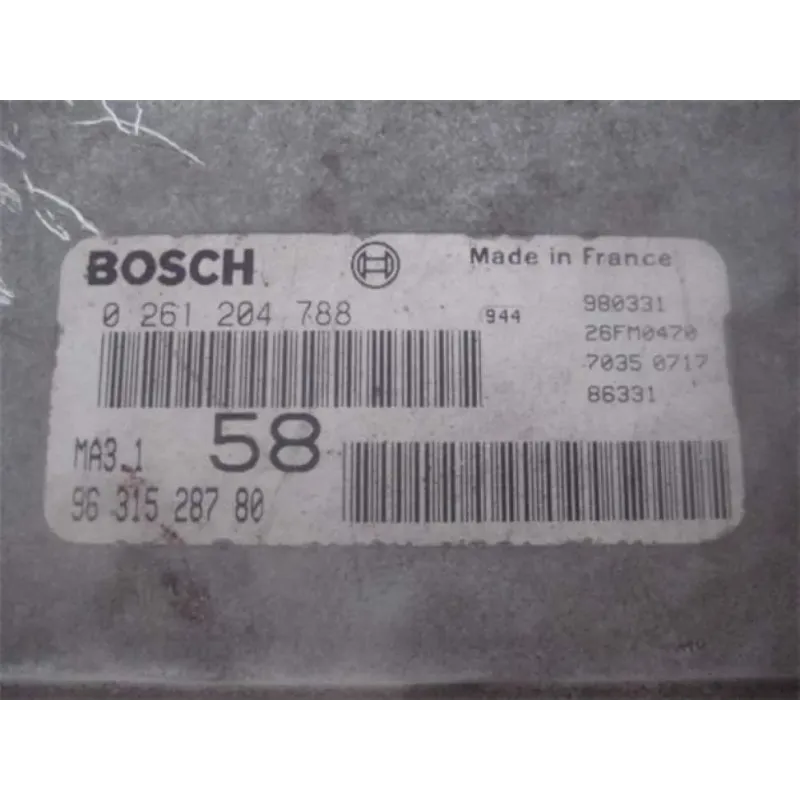 BOSCH
Made in France
0 261 204 788
944
980331
26FM0470
7035 0717
86331
MA3.1
58
96 315 287 80